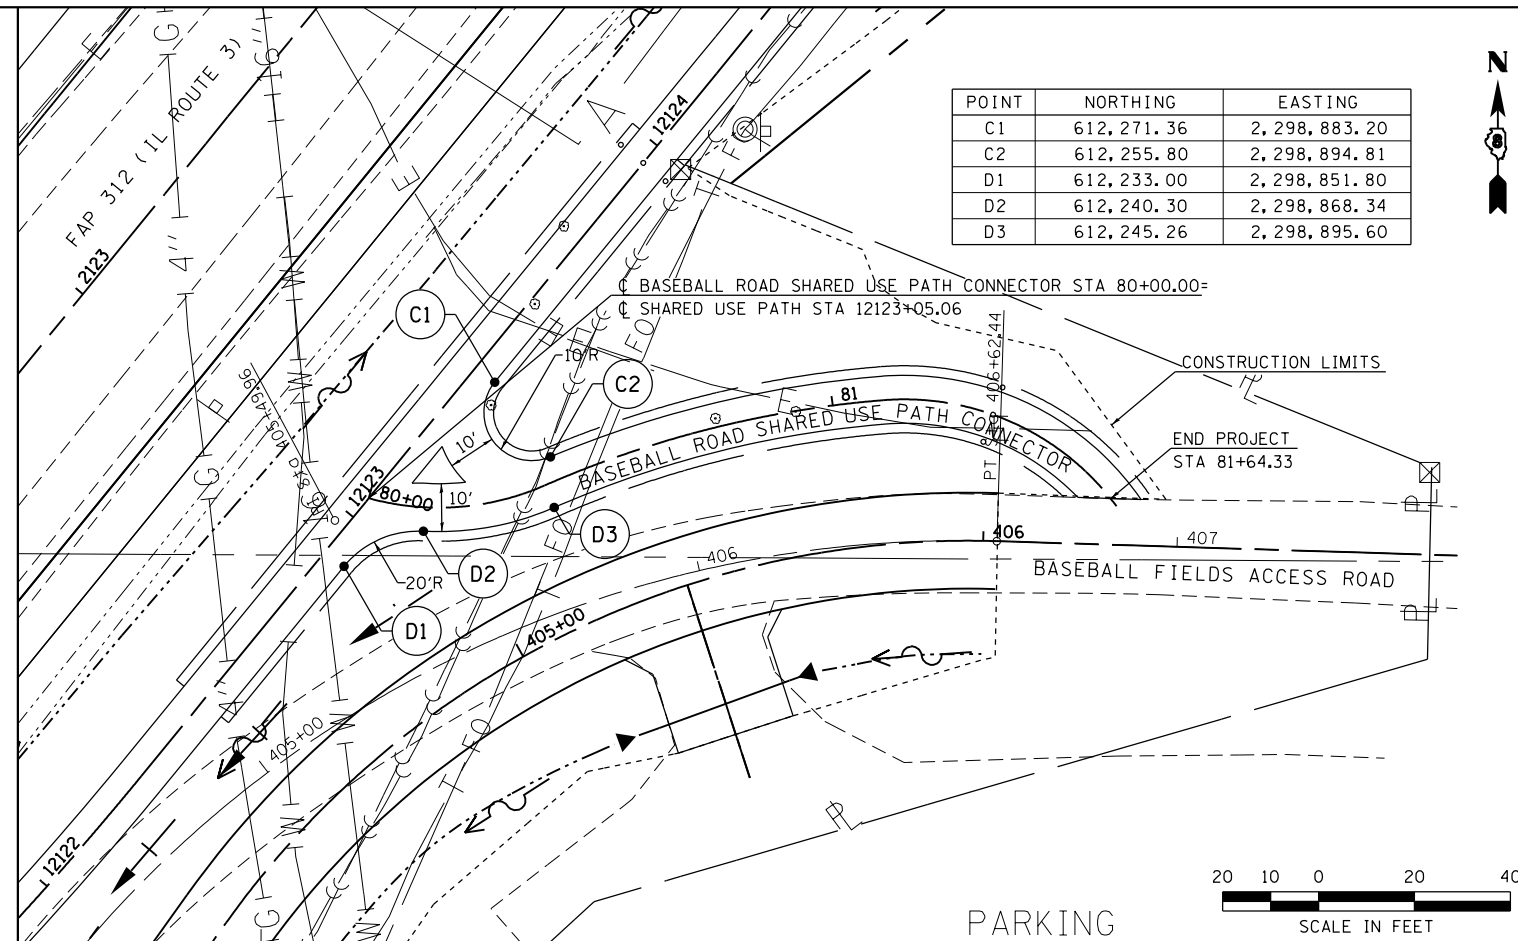 N
POINT NORTHING EASTING
C1 612,271.36 2,298,883.20
C2 612,255.80 2,298,894.81
D1 612,233.00 2,298,851.80
D2 612,240.30 2,298,868.34
D3 612,245.26 2,298,895.60
FAP 312 (IL ROUTE 3)
2123
12124
℄ BASEBALL ROAD SHARED USE PATH CONNECTOR STA 80+00.00=
℄ SHARED USE PATH STA 12123+05.06
C1
10'R
C2
CONSTRUCTION LIMITS
81
BASEBALL ROAD SHARED USE PATH CONNECTOR
END PROJECT
STA 81+64.33
10'
12123
80+00
10'
D3
D2
20'R
D1
406
406
407
BASEBALL FIELDS ACCESS ROAD
405+00
405+00
12122
PARKING
20 10 0 20 40
SCALE IN FEET
4"
16"
G
W
FO
T
E
A